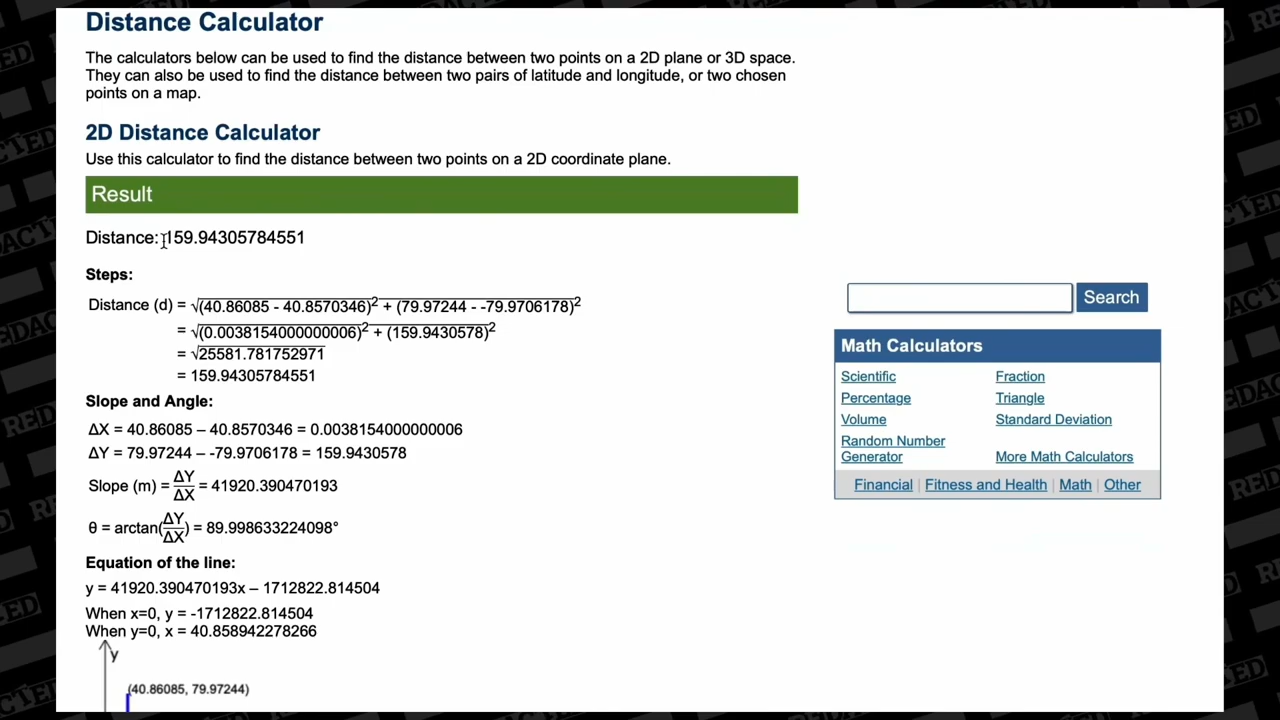 Distance Calculator
The calculators below can be used to find the distance between two points on a 2D plane or 3D space.
They can also be used to find the distance between two pairs of latitude and longitude, or two chosen
points on a map.
2D Distance Calculator
Use this calculator to find the distance between two points on a 2D coordinate plane.
Result
Distance: 159.94305784551
Steps:
Distance (d) = √(40.86085 - 40.8570346)² + (79.97244 - -79.9706178)²
= √(0.0038154000000006)² + (159.9430578)²
= √25581.781752971
= 159.94305784551
Slope and Angle:
ΔX = 40.86085 – 40.8570346 = 0.0038154000000006
ΔY = 79.97244 – -79.9706178 = 159.9430578
Slope (m) = ΔY/ΔX = 41920.390470193
θ = arctan(ΔY/ΔX) = 89.998633224098°
Equation of the line:
y = 41920.390470193x – 1712822.814504
When x=0, y = -1712822.814504
When y=0, x = 40.858942278266
y
(40.86085, 79.97244)
Search
Math Calculators
Scientific Fraction
Percentage Triangle
Volume Standard Deviation
Random Number
Generator More Math Calculators
Financial | Fitness and Health | Math | Other
REDACTED